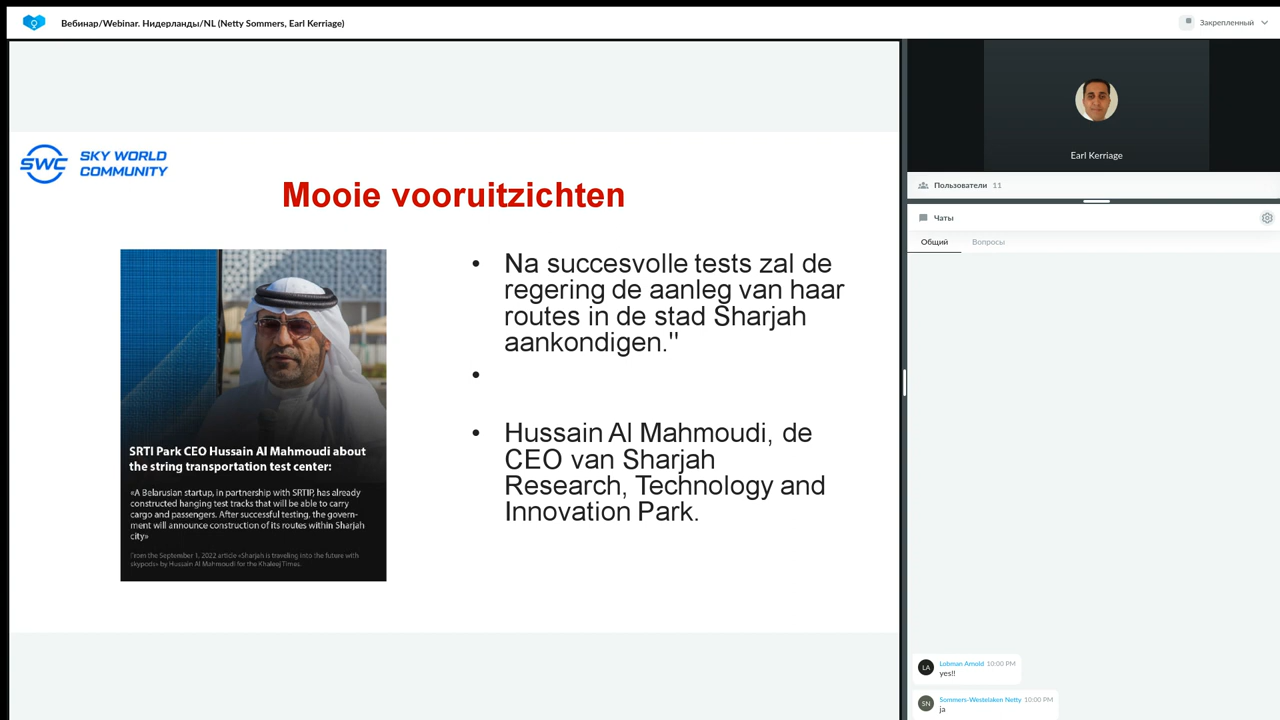 Вебинар/Webinar. Нидерланды/NL (Netty Sommers, Earl Kerriage)
Закрепленный
SWC
SKY WORLD
COMMUNITY
Mooie vooruitzichten
SRTI Park CEO Hussain Al Mahmoudi about
the string transportation test center:
«A Belarusian startup, in partnership with SRTIP, has already
constructed hanging test tracks that will be able to carry
cargo and passengers. After successful testing, the govern-
ment will announce construction of its routes within Sharjah
city»
From the September 1, 2022 article «Sharjah is traveling into the future with
skypods» by Hussain Al Mahmoudi for the Khaleej Times.
• Na succesvolle tests zal de
regering de aanleg van haar
routes in de stad Sharjah
aankondigen."
•
• Hussain Al Mahmoudi, de
CEO van Sharjah
Research, Technology and
Innovation Park.
Earl Kerriage
Пользователи 11
Чаты
Общий Вопросы
LA
Lobman Arnold 10:00 PM
yes!!
SN
Sommers-Westelaken Netty 10:00 PM
ja